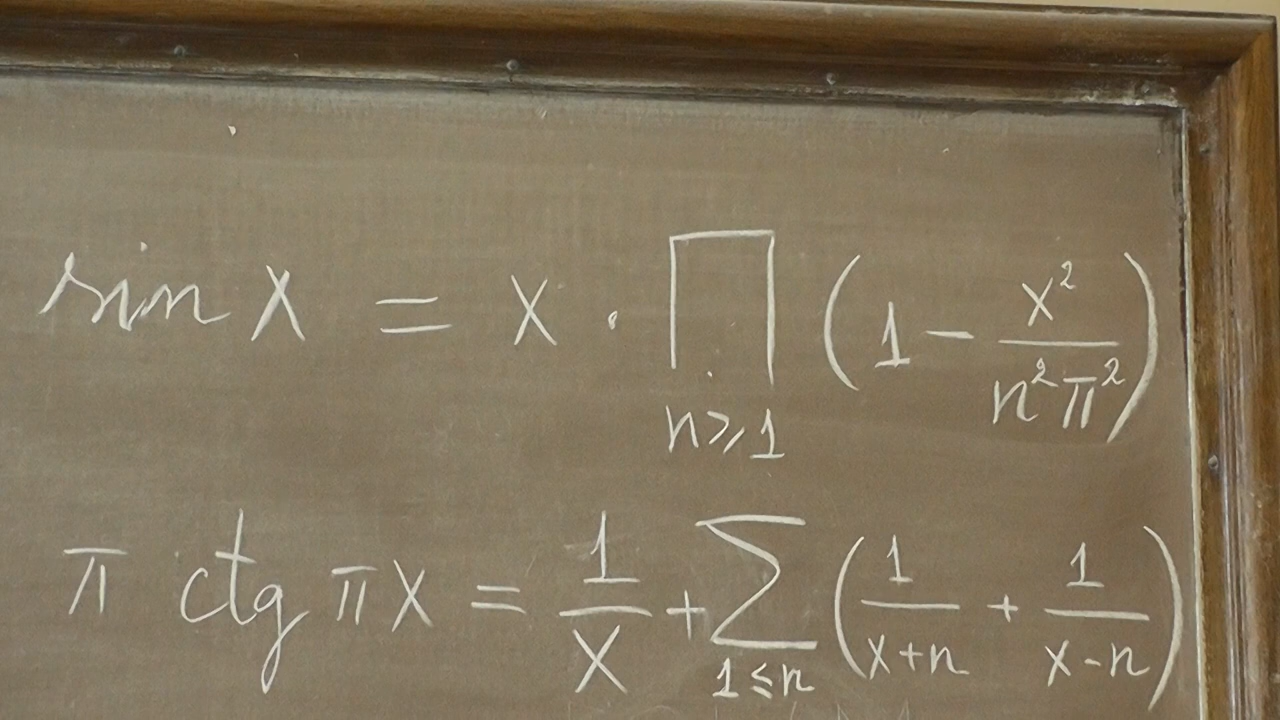 sin x = x · ∏_{n⩾1} (1 − x²/(n²π²))
π ctg πx = 1/x + ∑_{1≤n} (1/(x+n) + 1/(x−n))